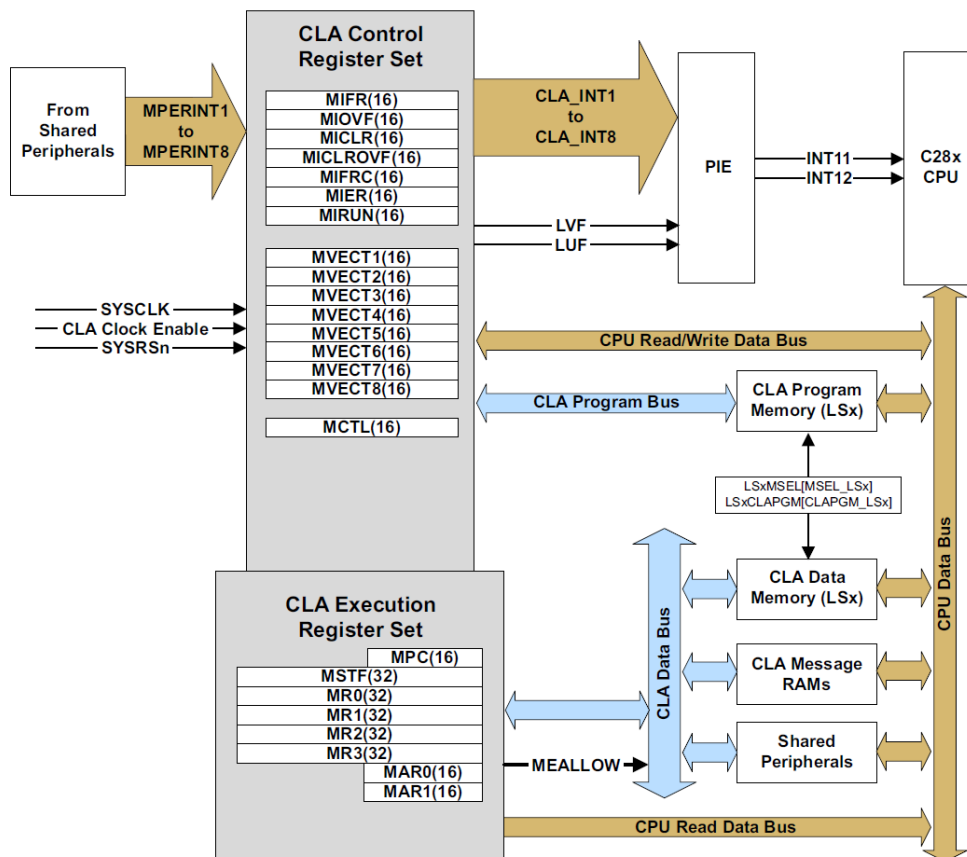 CLA Control
Register Set
From
Shared
Peripherals
MPERINT1
to
MPERINT8
MIFR(16)
MIOVF(16)
MICLR(16)
MICLROVF(16)
MIFRC(16)
MIER(16)
MIRUN(16)
CLA_INT1
to
CLA_INT8
PIE
INT11
INT12
C28x
CPU
LVF
LUF
MVECT1(16)
MVECT2(16)
MVECT3(16)
MVECT4(16)
MVECT5(16)
MVECT6(16)
MVECT7(16)
MVECT8(16)
SYSCLK
CLA Clock Enable
SYSRSn
CPU Read/Write Data Bus
CLA Program Bus
CLA Program
Memory (LSx)
MCTL(16)
LSxMSEL[MSEL_LSx]
LSxCLAPGM[CLAPGM_LSx]
CPU Data Bus
CLA Data Bus
CLA Data
Memory (LSx)
CLA Execution
Register Set
MPC(16)
MSTF(32)
MR0(32)
MR1(32)
MR2(32)
MR3(32)
MAR0(16)
MAR1(16)
CLA Message
RAMs
Shared
Peripherals
MEALLOW
CPU Read Data Bus